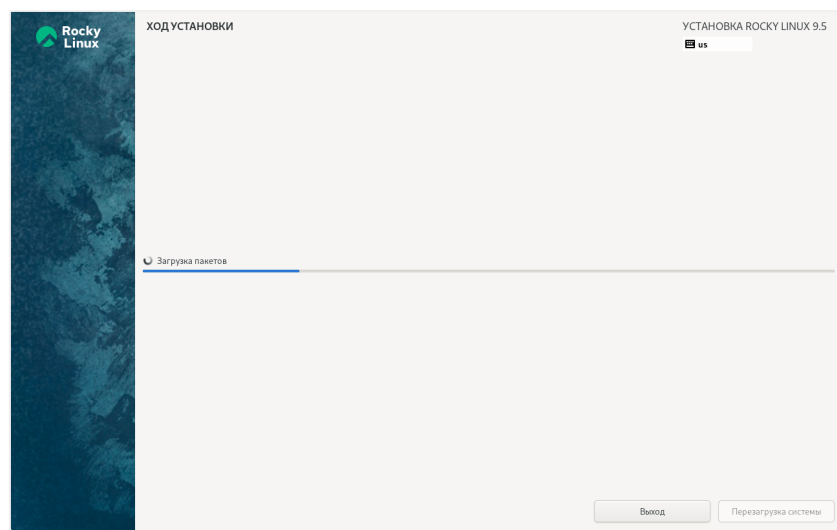 Rocky
Linux
ХОД УСТАНОВКИ
УСТАНОВКА ROCKY LINUX 9.5
us
Загрузка пакетов
Выход
Перезагрузка системы